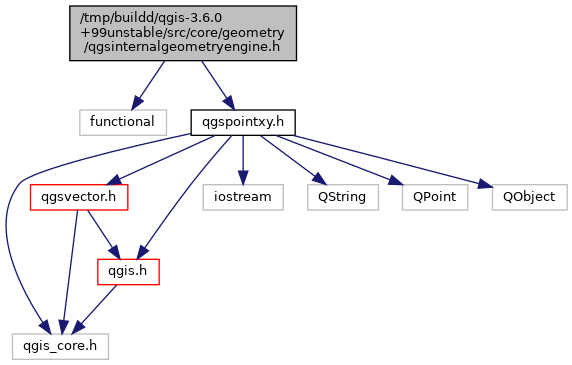 /tmp/buildd/qgis-3.6.0
+99unstable/src/core/geometry
/qgsinternalgeometryengine.h
functional
qgspointxy.h
qgsvector.h
iostream
QString
QPoint
QObject
qgis.h
qgis_core.h